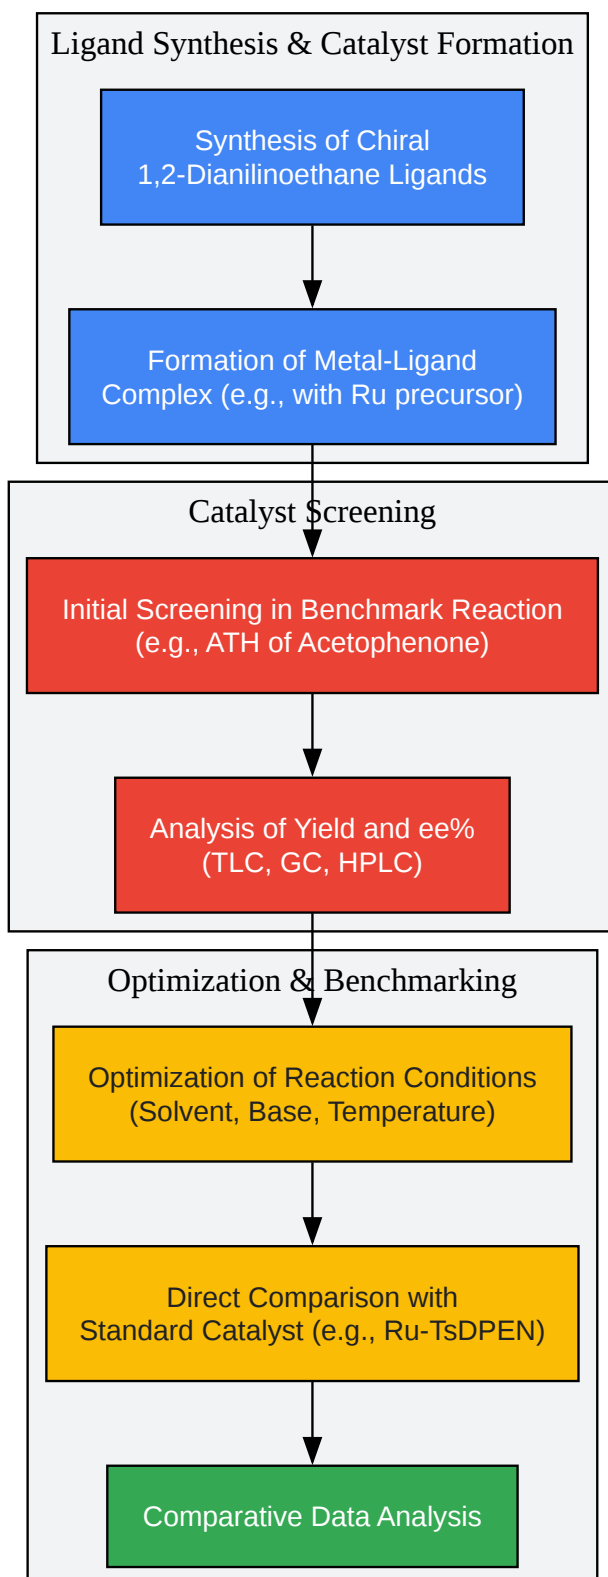 Ligand Synthesis & Catalyst Formation
Synthesis of Chiral
1,2-Dianilinoethane Ligands
Formation of Metal-Ligand
Complex (e.g., with Ru precursor)
Catalyst Screening
Initial Screening in Benchmark Reaction
(e.g., ATH of Acetophenone)
Analysis of Yield and ee%
(TLC, GC, HPLC)
Optimization & Benchmarking
Optimization of Reaction Conditions
(Solvent, Base, Temperature)
Direct Comparison with
Standard Catalyst (e.g., Ru-TsDPEN)
Comparative Data Analysis